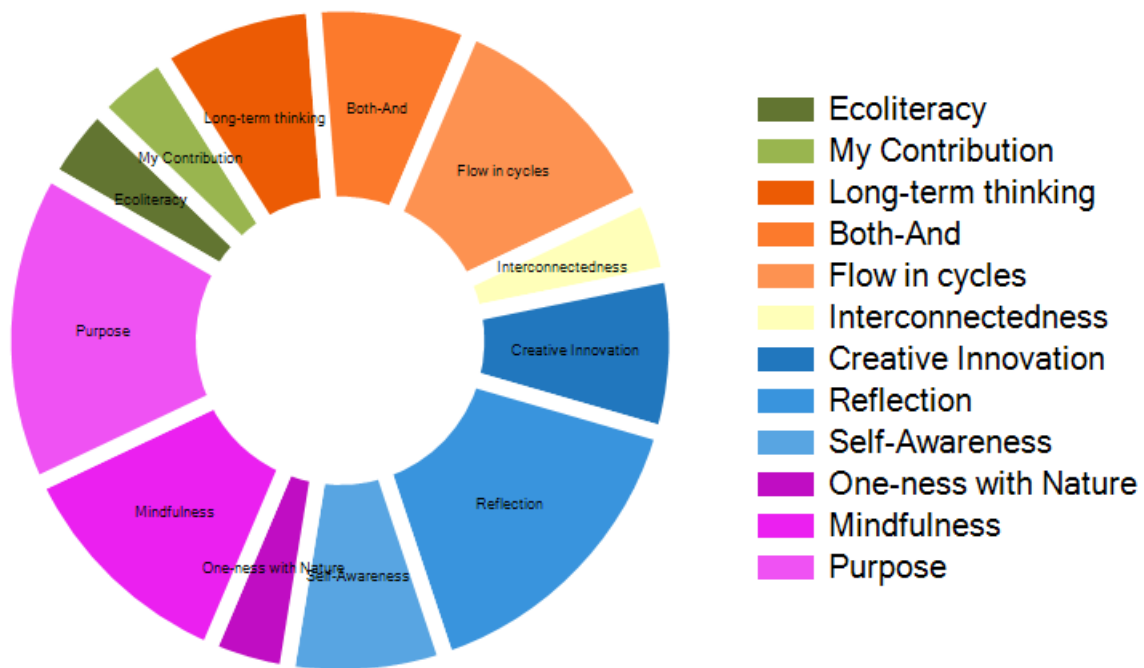 Long-term thinking
Both-And
Flow in cycles
My Contribution
Ecoliteracy
Interconnectedness
Purpose
Creative Innovation
Mindfulness
Reflection
One-ness with Nature
Self-Awareness
Ecoliteracy
My Contribution
Long-term thinking
Both-And
Flow in cycles
Interconnectedness
Creative Innovation
Reflection
Self-Awareness
One-ness with Nature
Mindfulness
Purpose